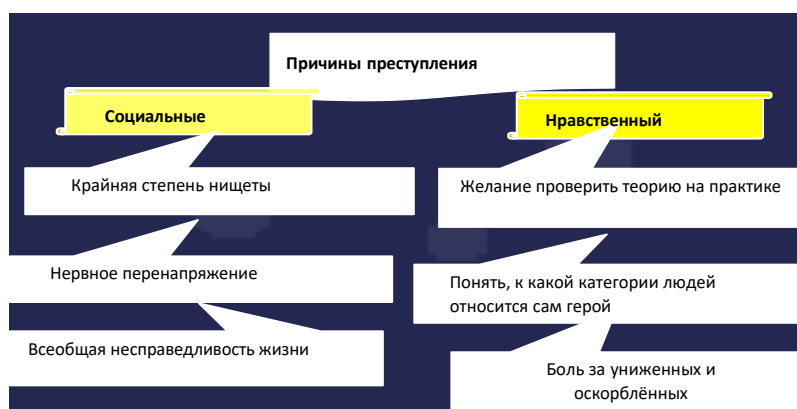 Причины преступления
Социальные
Нравственный
Крайняя степень нищеты
Желание проверить теорию на практике
Нервное перенапряжение
Понять, к какой категории людей
относится сам герой
Всеобщая несправедливость жизни
Боль за униженных и
оскорблённых